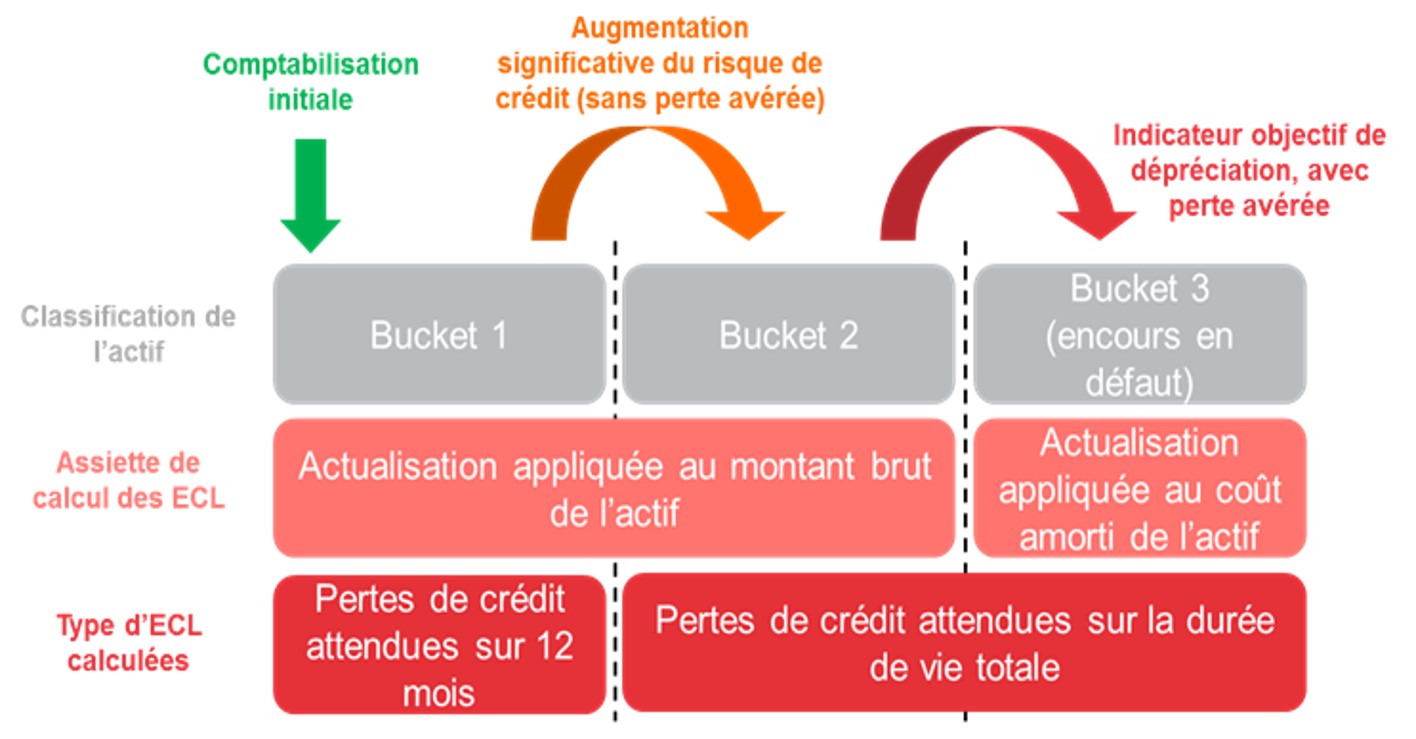 Augmentation
significative du risque de
crédit (sans perte avérée)
Comptabilisation
initiale
Indicateur objectif de
dépréciation, avec
perte avérée
Classification de
l'actif
Bucket 1
Bucket 2
Bucket 3
(encours en
défaut)
Assiette de
calcul des ECL
Actualisation appliquée au montant brut
de l'actif
Actualisation
appliquée au coût
amorti de l'actif
Type d'ECL
calculées
Pertes de crédit
attendues sur 12
mois
Pertes de crédit attendues sur la durée
de vie totale